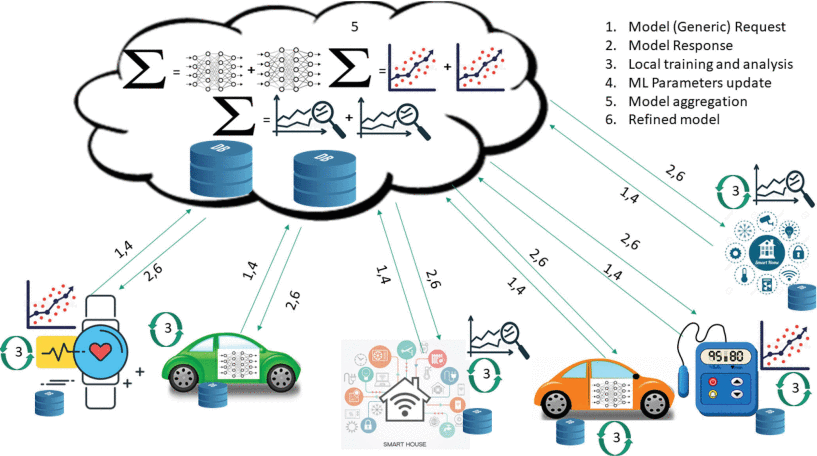 5
1. Model (Generic) Request
2. Model Response
3. Local training and analysis
4. ML Parameters update
5. Model aggregation
6. Refined model
Σ = + Σ = +
Σ = +
DB
DB
2,6
1,4
3
Smart Home
1,4
2,6
1,4
2,6
1,4
2,6
2,6
1,4
2,6
1,4
3
+ +
3
3
SMART HOUSE
3
95 80
3